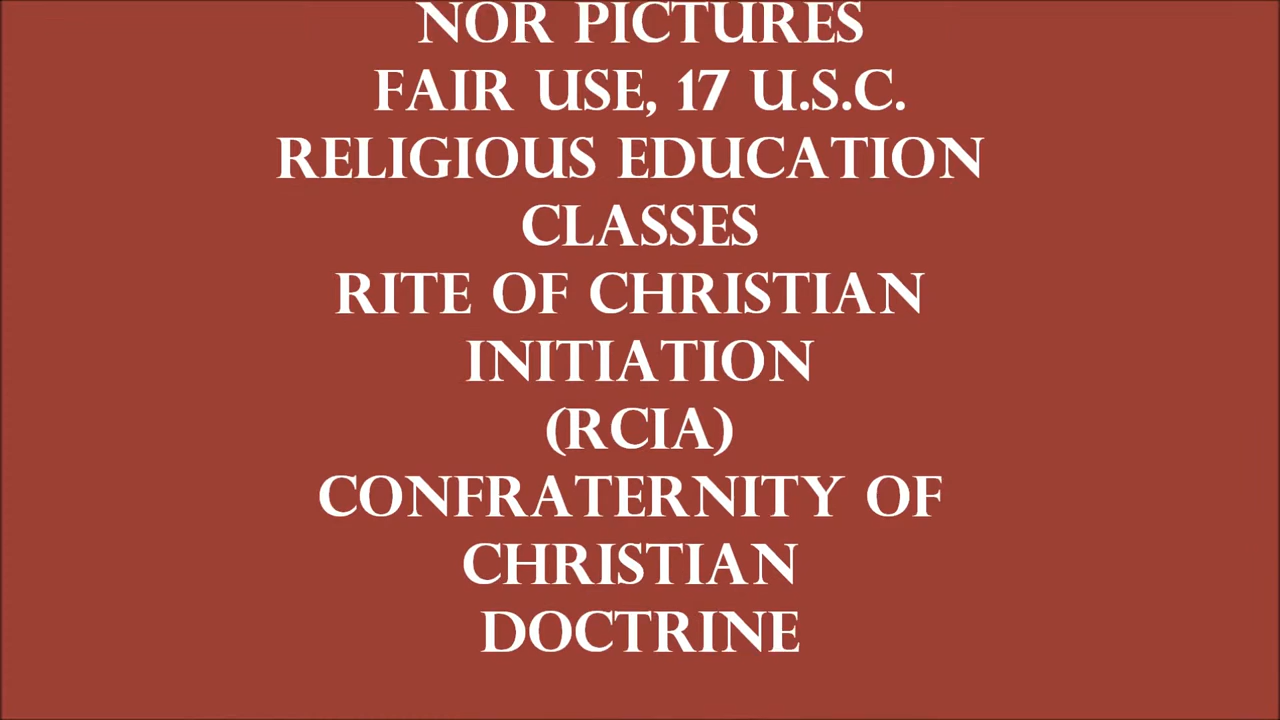 NOR PICTURES
FAIR USE, 17 U.S.C.
RELIGIOUS EDUCATION
CLASSES
RITE OF CHRISTIAN
INITIATION
(RCIA)
CONFRATERNITY OF
CHRISTIAN
DOCTRINE